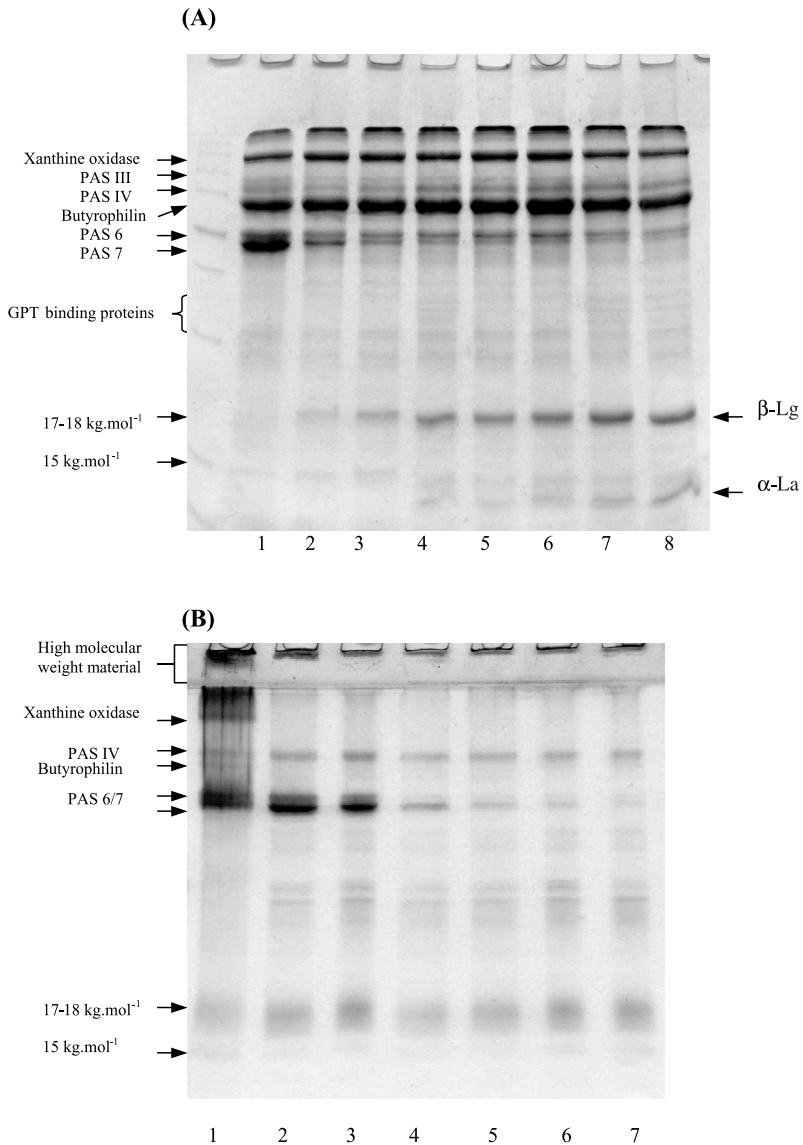 (A)
Xanthine oxidase
PAS III
PAS IV
Butyrophilin
PAS 6
PAS 7
GPT binding proteins
17-18 kg.mol⁻¹
15 kg.mol⁻¹
β-Lg
α-La
1 2 3 4 5 6 7 8
(B)
High molecular
weight material
Xanthine oxidase
PAS IV
Butyrophilin
PAS 6/7
17-18 kg.mol⁻¹
15 kg.mol⁻¹
1 2 3 4 5 6 7